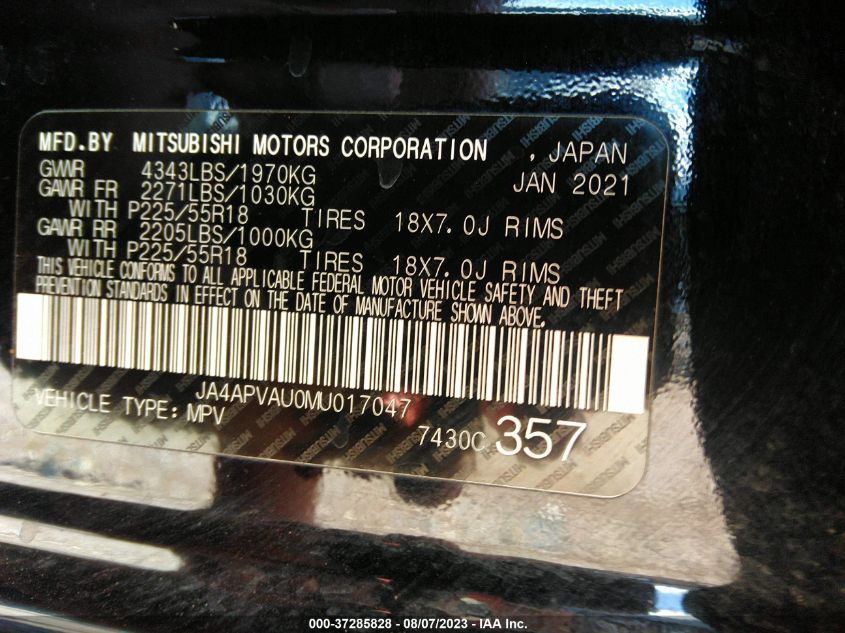 MFD.BY MITSUBISHI MOTORS CORPORATION , JAPAN
GVWR 4343LBS/1970KG JAN 2021
GAWR FR 2271LBS/1030KG
WITH P225/55R18 TIRES 18X7.0J RIMS
GAWR RR 2205LBS/1000KG
WITH P225/55R18 TIRES 18X7.0J RIMS
THIS VEHICLE CONFORMS TO ALL APPLICABLE FEDERAL MOTOR VEHICLE SAFETY AND THEFT
PREVENTION STANDARDS IN EFFECT ON THE DATE OF MANUFACTURE SHOWN ABOVE.
JA4APVAU0MU017047
VEHICLE TYPE: MPV
7430C 357
000-37285828 - 08/07/2023 - IAA Inc.